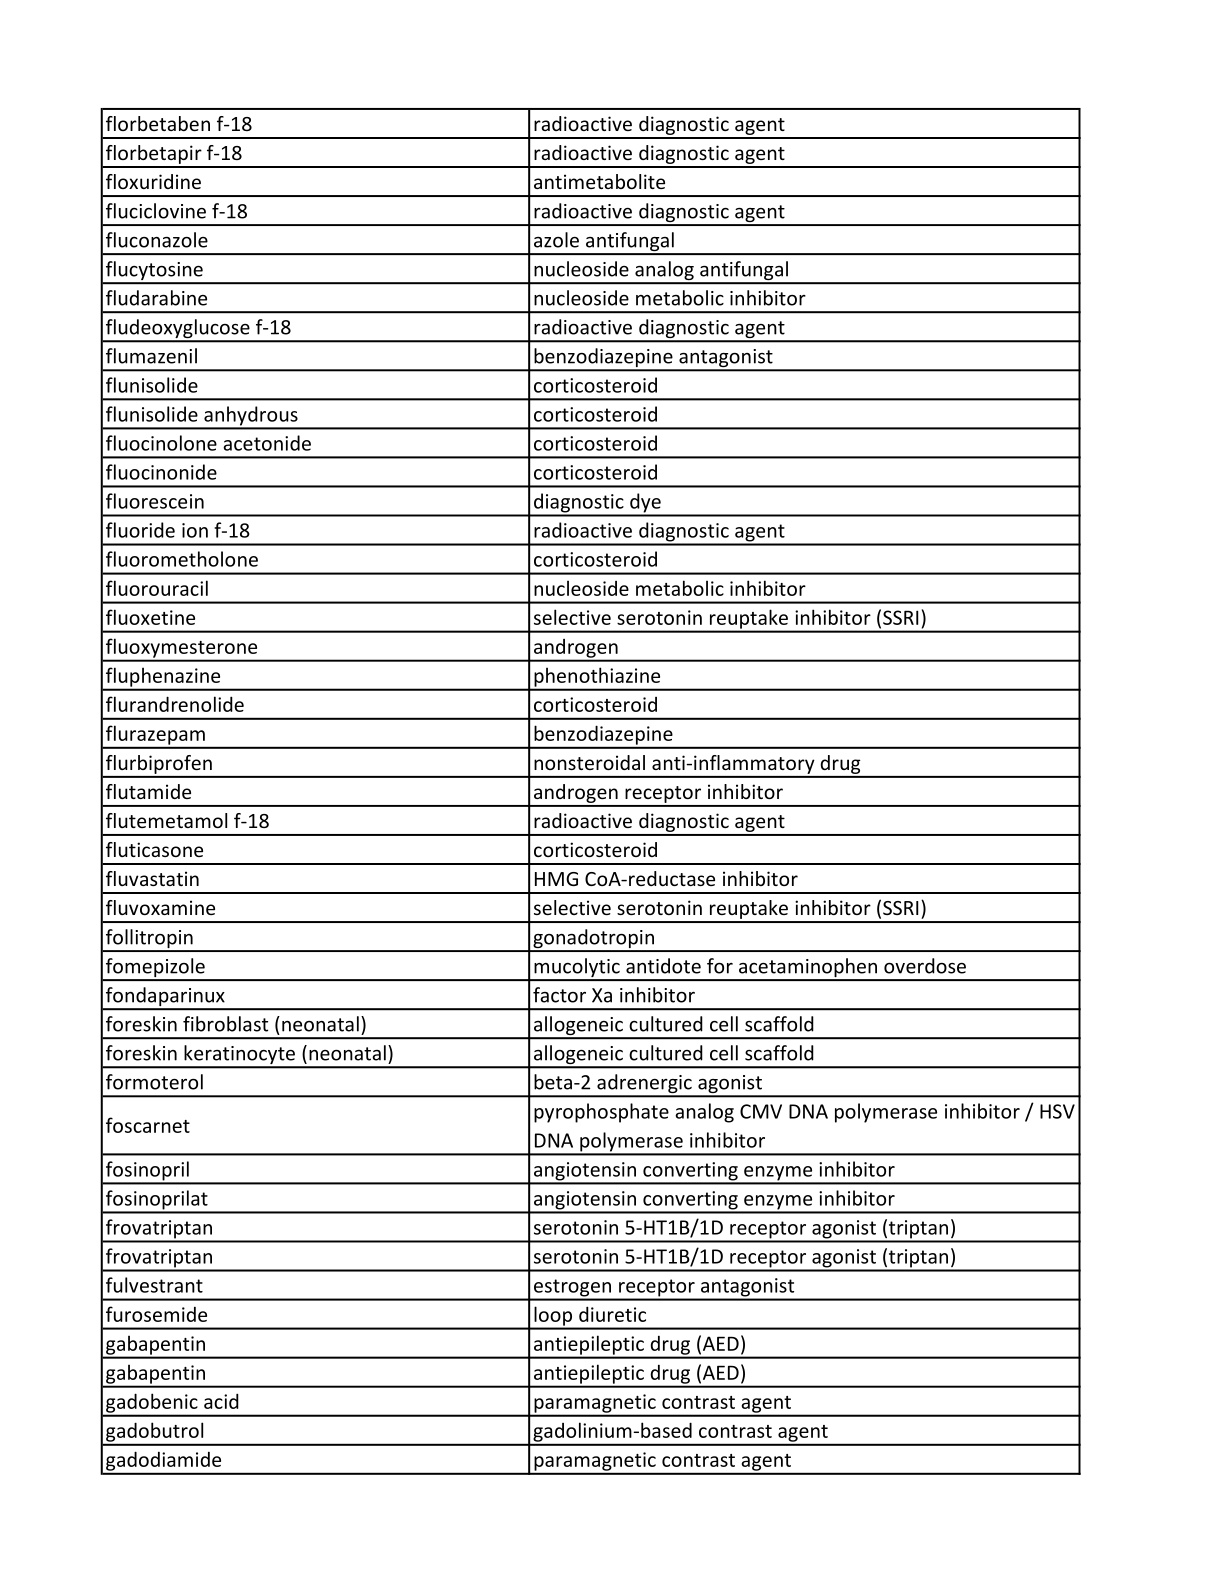 florbetaben f-18 radioactive diagnostic agent
florbetapir f-18 radioactive diagnostic agent
floxuridine antimetabolite
fluciclovine f-18 radioactive diagnostic agent
fluconazole azole antifungal
flucytosine nucleoside analog antifungal
fludarabine nucleoside metabolic inhibitor
fludeoxyglucose f-18 radioactive diagnostic agent
flumazenil benzodiazepine antagonist
flunisolide corticosteroid
flunisolide anhydrous corticosteroid
fluocinolone acetonide corticosteroid
fluocinonide corticosteroid
fluorescein diagnostic dye
fluoride ion f-18 radioactive diagnostic agent
fluorometholone corticosteroid
fluorouracil nucleoside metabolic inhibitor
fluoxetine selective serotonin reuptake inhibitor (SSRI)
fluoxymesterone androgen
fluphenazine phenothiazine
flurandrenolide corticosteroid
flurazepam benzodiazepine
flurbiprofen nonsteroidal anti-inflammatory drug
flutamide androgen receptor inhibitor
flutemetamol f-18 radioactive diagnostic agent
fluticasone corticosteroid
fluvastatin HMG CoA-reductase inhibitor
fluvoxamine selective serotonin reuptake inhibitor (SSRI)
follitropin gonadotropin
fomepizole mucolytic antidote for acetaminophen overdose
fondaparinux factor Xa inhibitor
foreskin fibroblast (neonatal) allogeneic cultured cell scaffold
foreskin keratinocyte (neonatal) allogeneic cultured cell scaffold
formoterol beta-2 adrenergic agonist
foscarnet pyrophosphate analog CMV DNA polymerase inhibitor / HSV
DNA polymerase inhibitor
fosinopril angiotensin converting enzyme inhibitor
fosinoprilat angiotensin converting enzyme inhibitor
frovatriptan serotonin 5-HT1B/1D receptor agonist (triptan)
frovatriptan serotonin 5-HT1B/1D receptor agonist (triptan)
fulvestrant estrogen receptor antagonist
furosemide loop diuretic
gabapentin antiepileptic drug (AED)
gabapentin antiepileptic drug (AED)
gadobenic acid paramagnetic contrast agent
gadobutrol gadolinium-based contrast agent
gadodiamide paramagnetic contrast agent